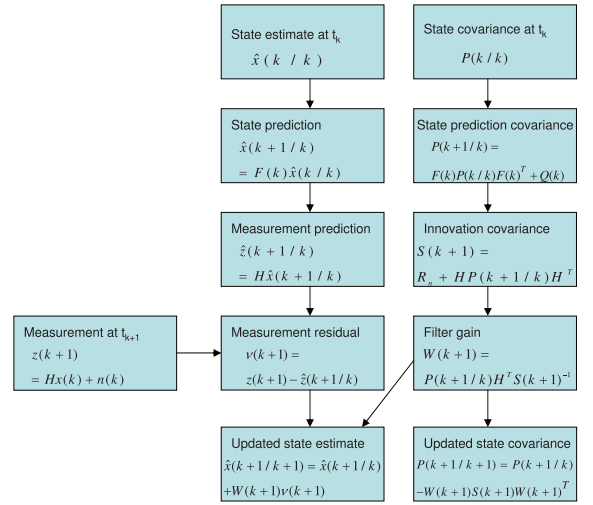 State estimate at t_k
x̂ ( k / k )
State covariance at t_k
P(k / k)
State prediction
x̂(k + 1 / k)
= F (k) x̂(k / k)
State prediction covariance
P(k +1/ k) =
F(k)P(k / k)F(k)^T +Q(k)
Measurement prediction
ẑ(k + 1 / k)
= H x̂(k + 1 / k)
Innovation covariance
S(k + 1) =
R_n + H P(k + 1 / k) H^T
Measurement at t_{k+1}
z(k +1)
= Hx(k) + n(k)
Measurement residual
ν(k +1) =
z(k +1) − ẑ(k +1/ k)
Filter gain
W(k +1) =
P(k +1/ k)H^T S(k +1)^{-1}
Updated state estimate
x̂(k +1/ k +1) = x̂(k +1/ k)
+W(k +1)ν(k +1)
Updated state covariance
P(k +1/ k +1) = P(k +1/ k)
−W(k +1)S(k +1)W(k +1)^T